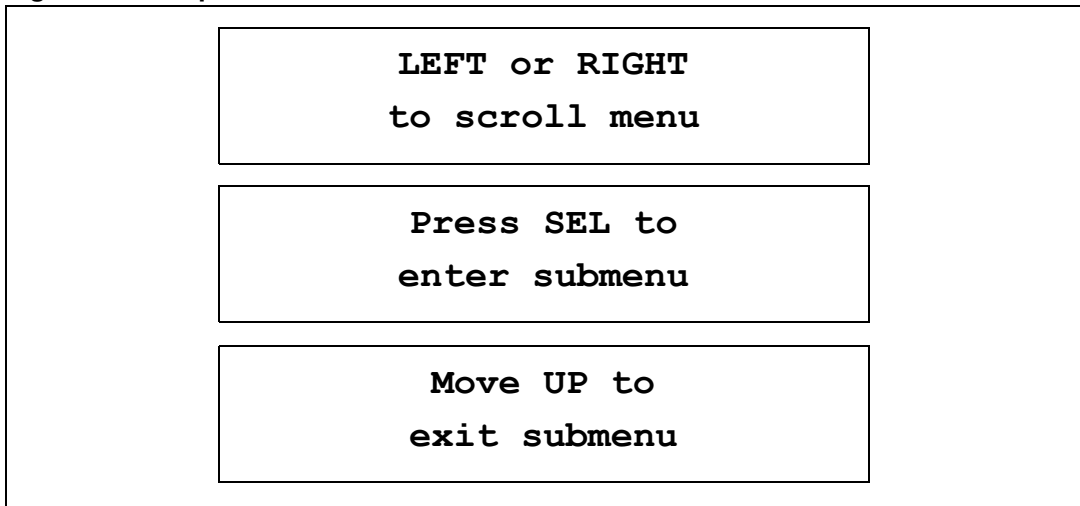 LEFT or RIGHT
to scroll menu
Press SEL to
enter submenu
Move UP to
exit submenu